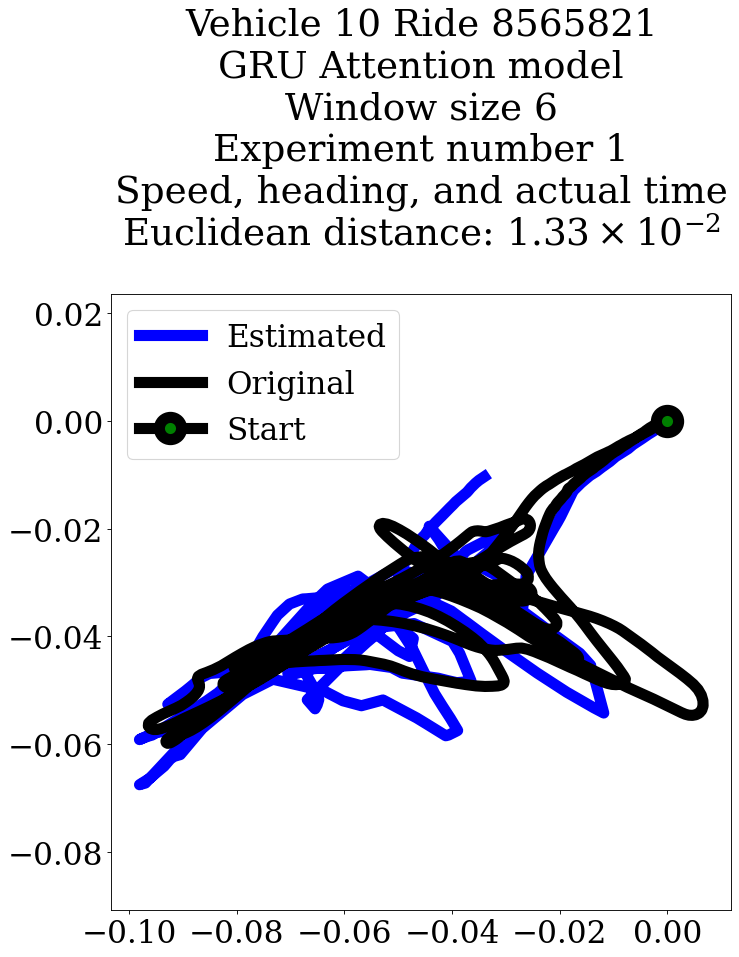 Vehicle 10 Ride 8565821
GRU Attention model
Window size 6
Experiment number 1
Speed, heading, and actual time
Euclidean distance: 1.33 × 10⁻²
Estimated
Original
Start
0.02
0.00
−0.02
−0.04
−0.06
−0.08
−0.10 −0.08 −0.06 −0.04 −0.02 0.00